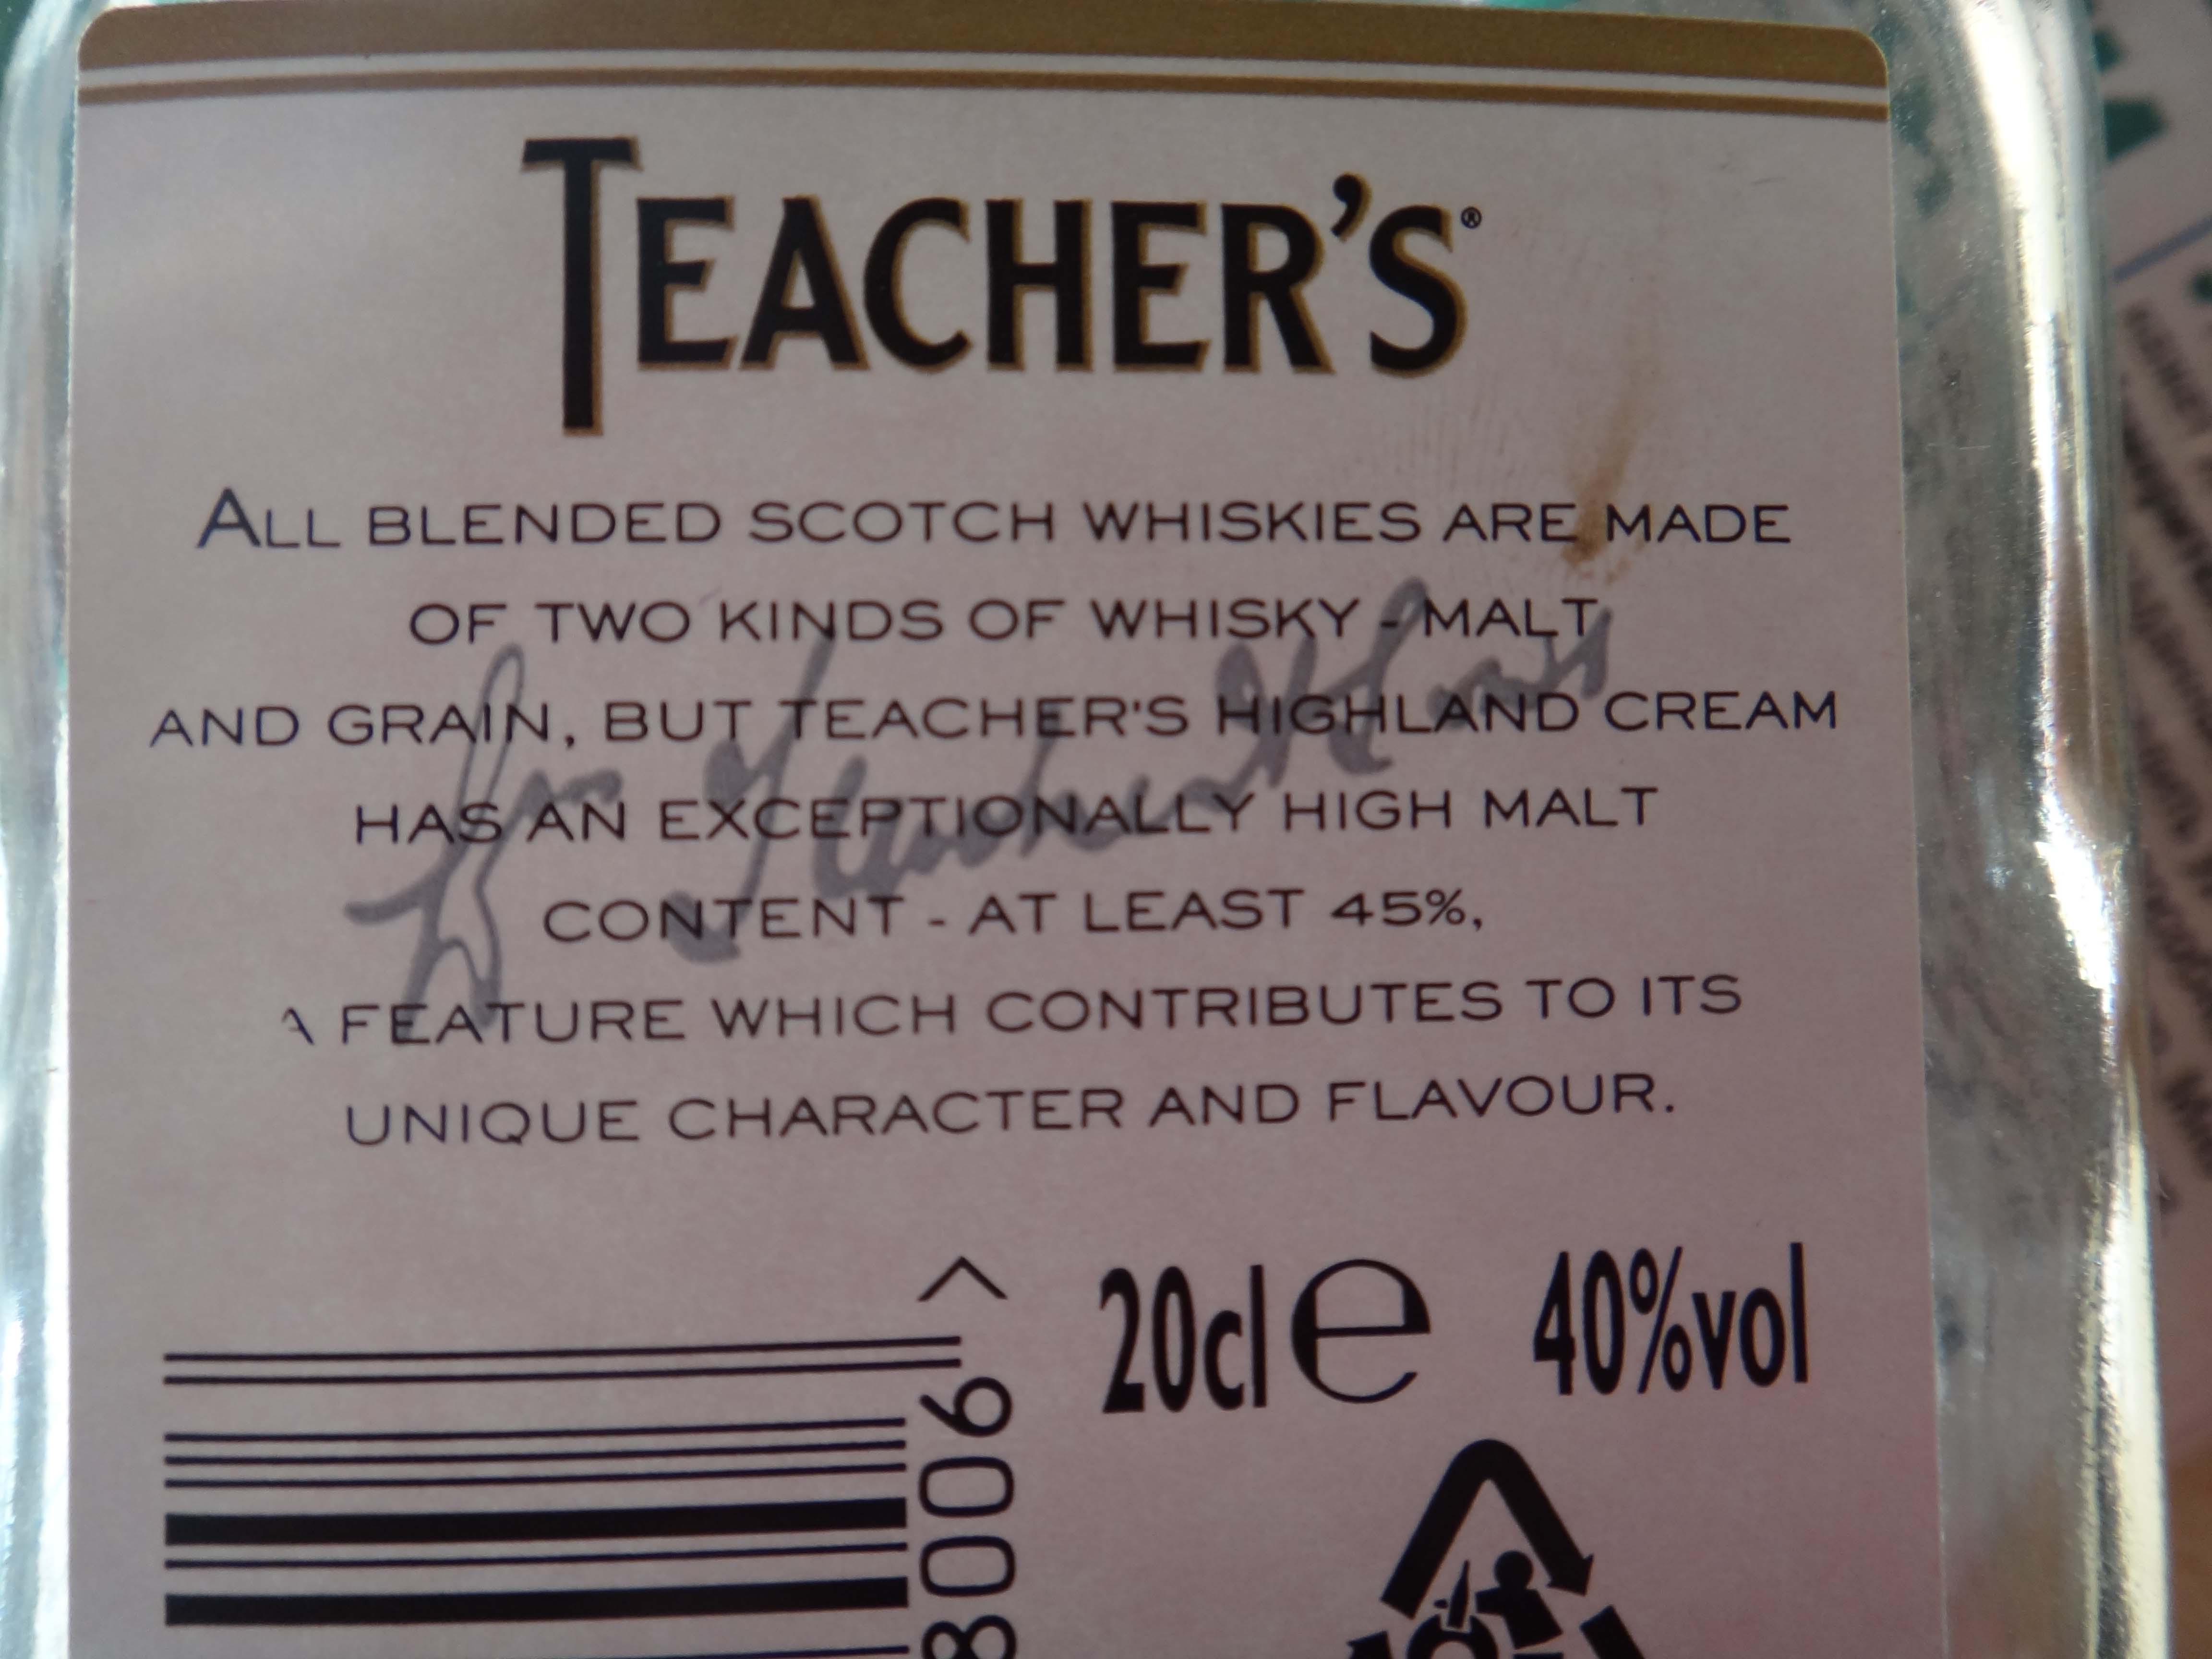 TEACHER'S®
ALL BLENDED SCOTCH WHISKIES ARE MADE
OF TWO KINDS OF WHISKY - MALT
AND GRAIN, BUT TEACHER'S HIGHLAND CREAM
HAS AN EXCEPTIONALLY HIGH MALT
CONTENT - AT LEAST 45%,
A FEATURE WHICH CONTRIBUTES TO ITS
UNIQUE CHARACTER AND FLAVOUR.
20cl e 40%vol
8006 >